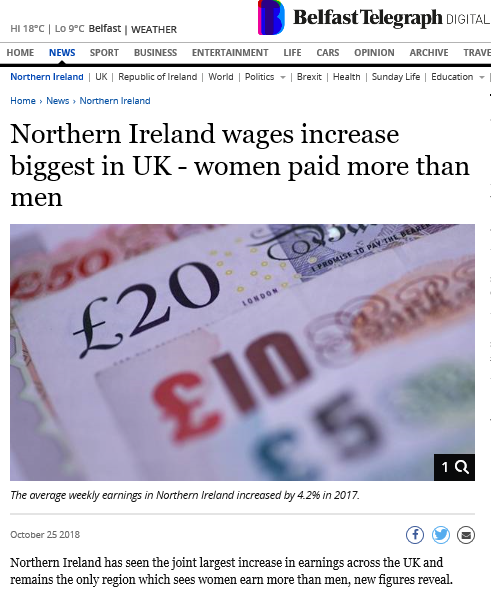 Hi 18°C | Lo 9°C Belfast | WEATHER
Belfast Telegraph DIGITAL
HOME NEWS SPORT BUSINESS ENTERTAINMENT LIFE CARS OPINION ARCHIVE TRAVE
Northern Ireland | UK | Republic of Ireland | World | Politics | Brexit | Health | Sunday Life | Education |
Home › News › Northern Ireland
Northern Ireland wages increase
biggest in UK - women paid more than
men
£50
I PROMISE TO PAY THE BEARER
£20
LONDON
£10
£5
1
The average weekly earnings in Northern Ireland increased by 4.2% in 2017.
October 25 2018
Northern Ireland has seen the joint largest increase in earnings across the UK and
remains the only region which sees women earn more than men, new figures reveal.